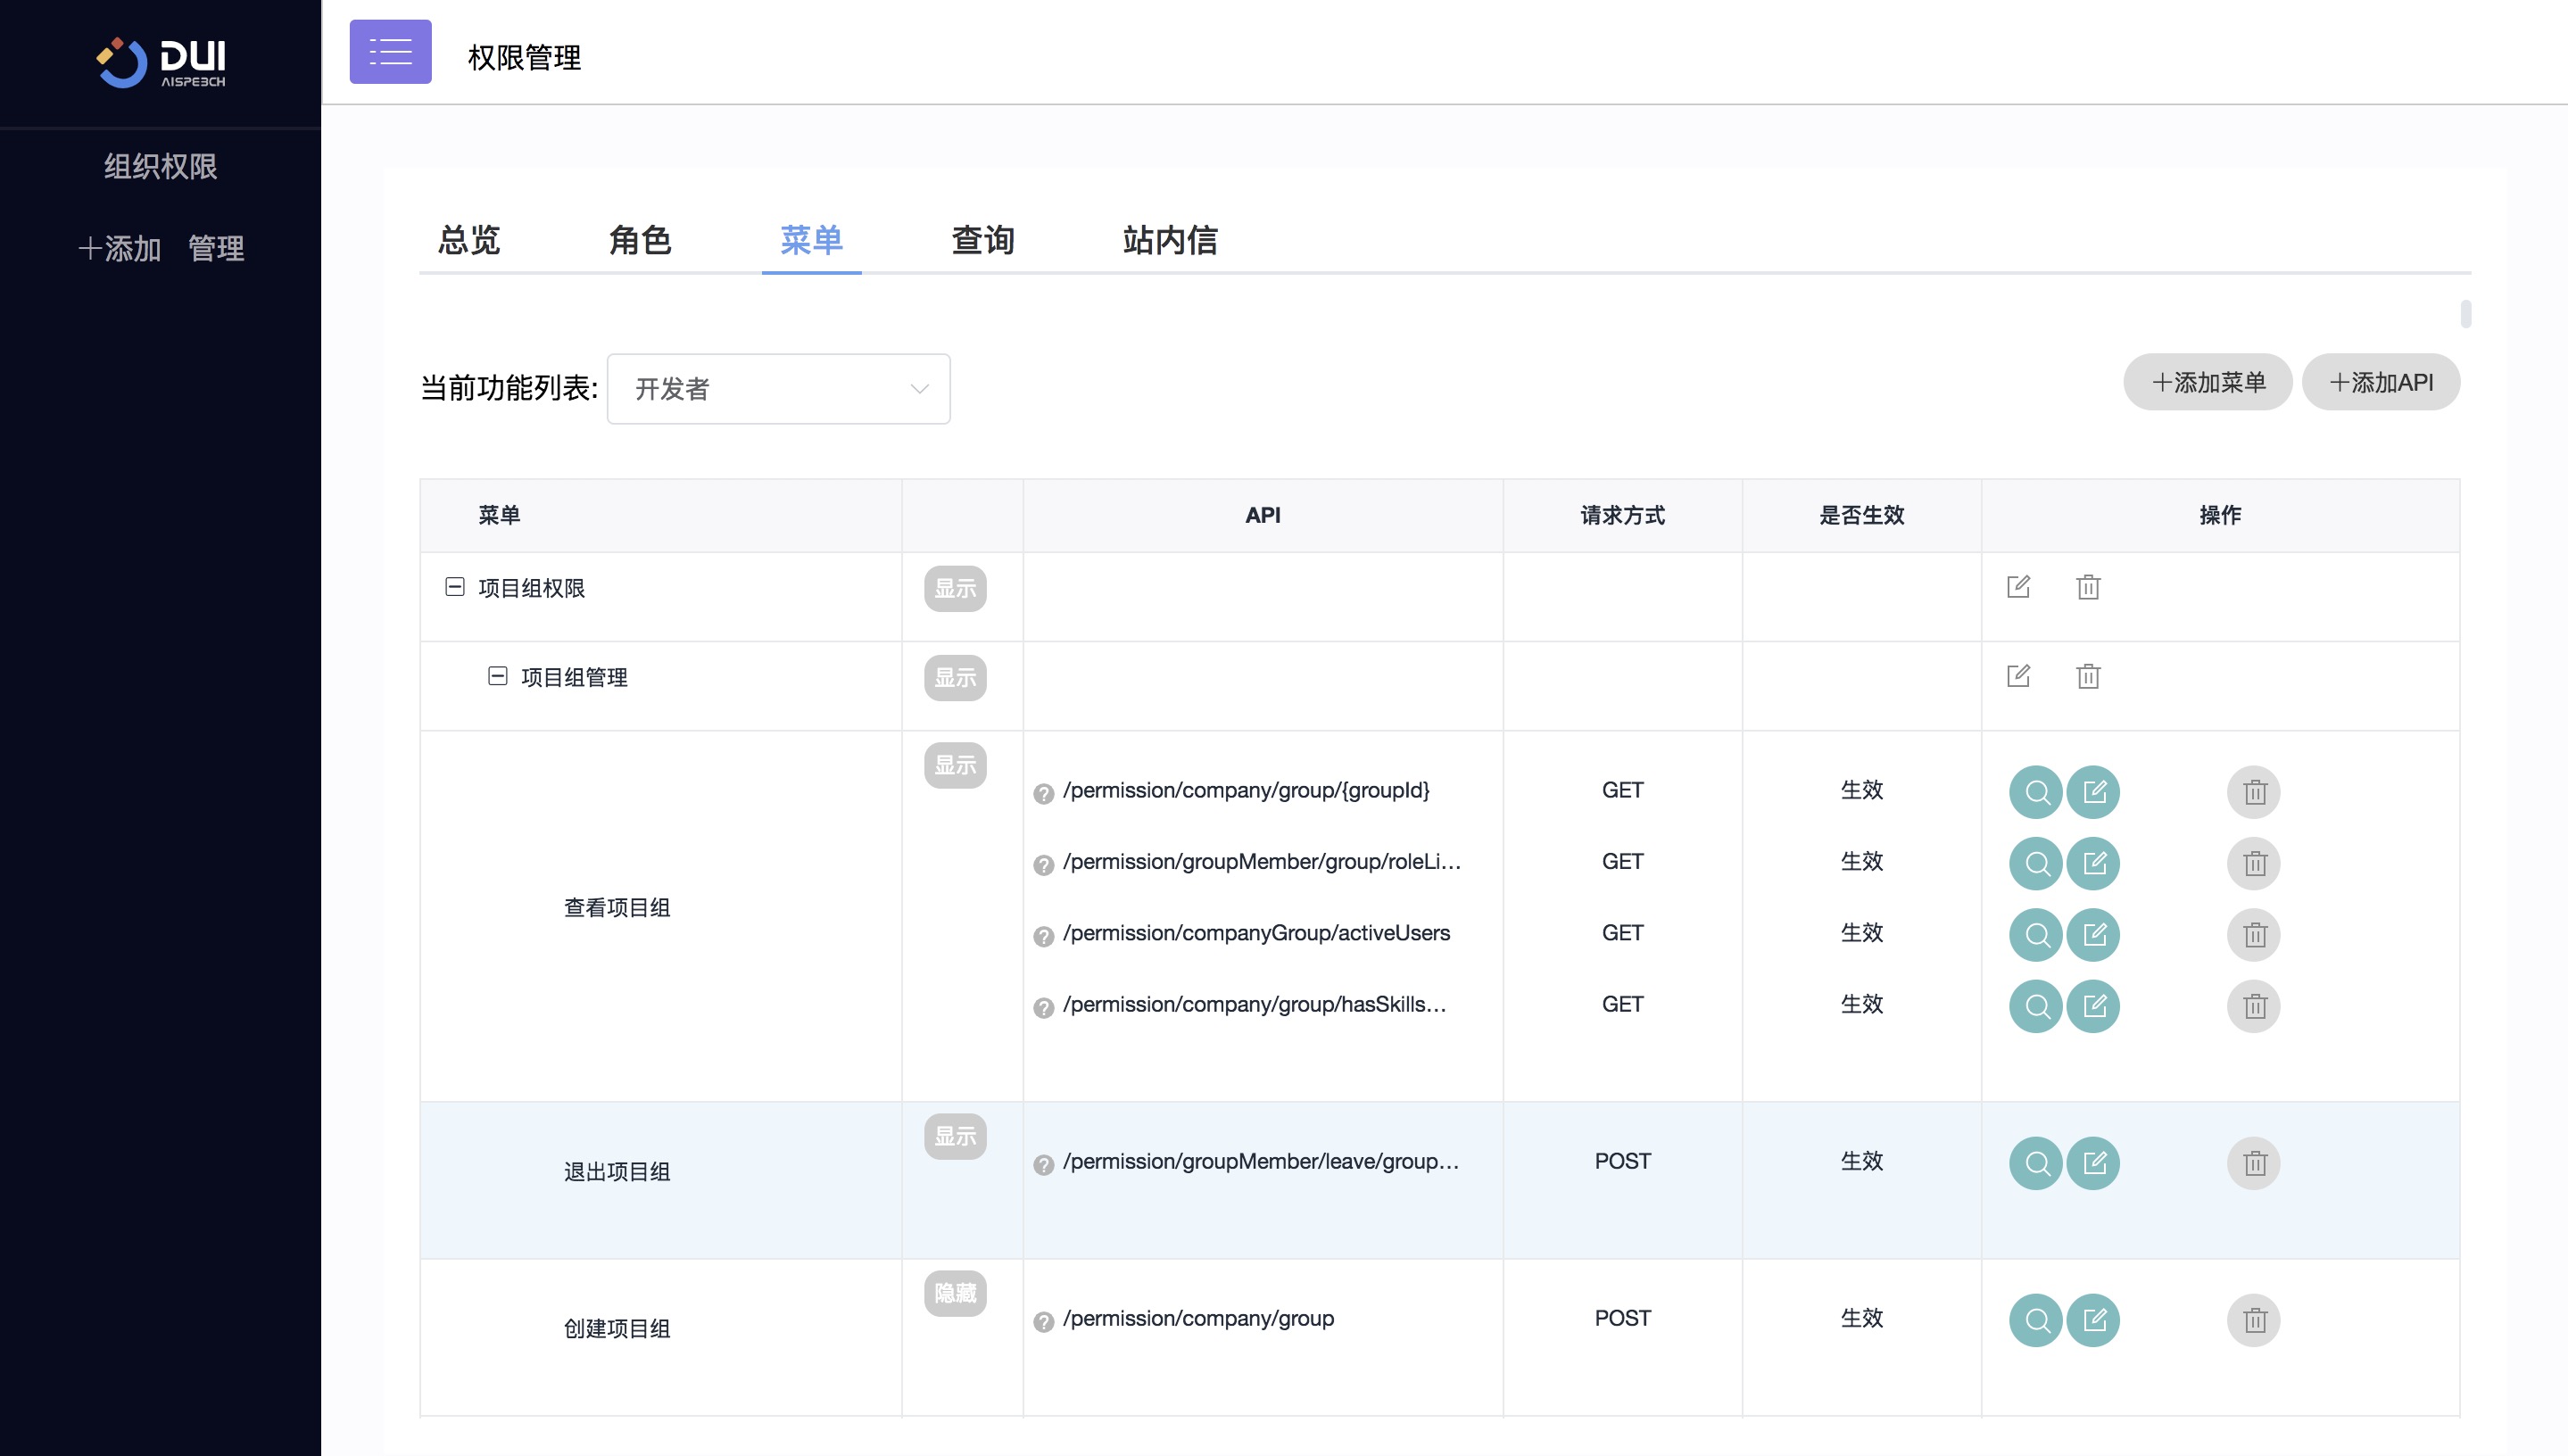 DUI
AISPEECH
权限管理
组织权限
+添加 管理
总览 角色 菜单 查询 站内信
当前功能列表: 开发者
+添加菜单 +添加API
菜单 API 请求方式 是否生效 操作
项目组权限 显示
项目组管理 显示
显示
/permission/company/group/{groupId} GET 生效
/permission/groupMember/group/roleLi... GET 生效
查看项目组
/permission/companyGroup/activeUsers GET 生效
/permission/company/group/hasSkills... GET 生效
显示
退出项目组 /permission/groupMember/leave/group... POST 生效
隐藏
创建项目组 /permission/company/group POST 生效